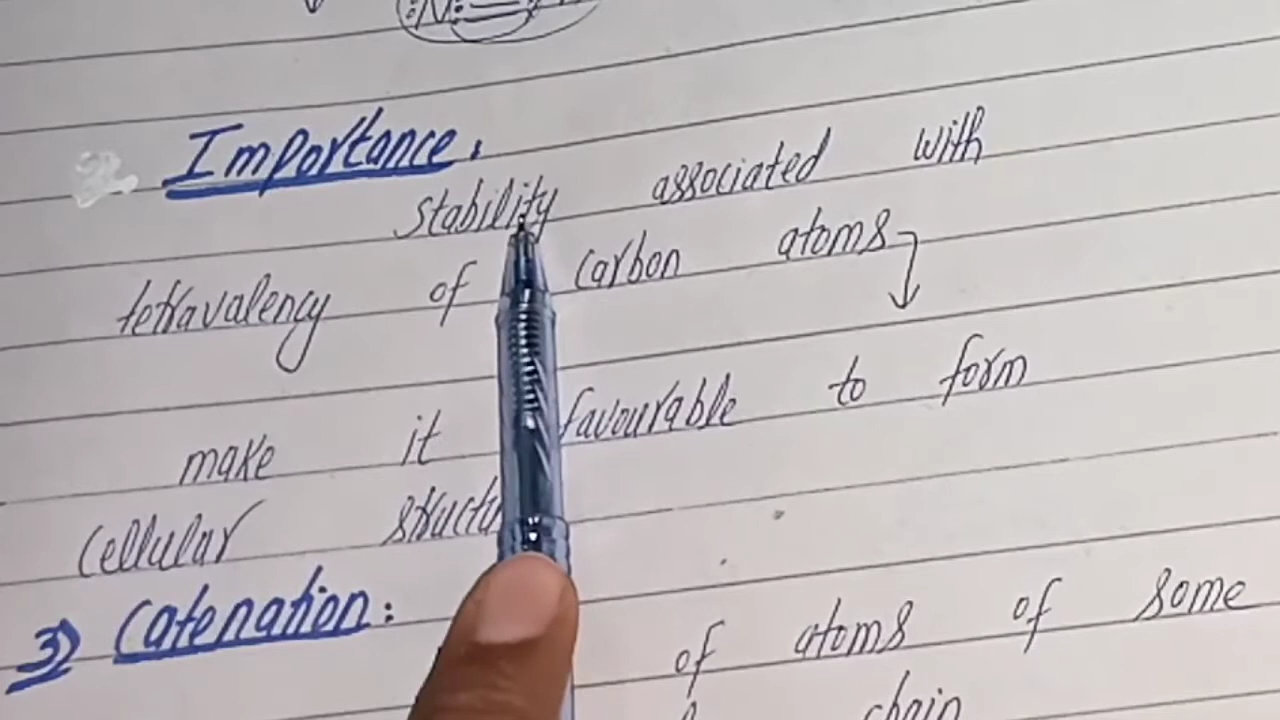 Importance.
stability associated with
tetravalency of carbon atoms
make it favourable to form
cellular
3) Catenation:
of atoms of some
chain